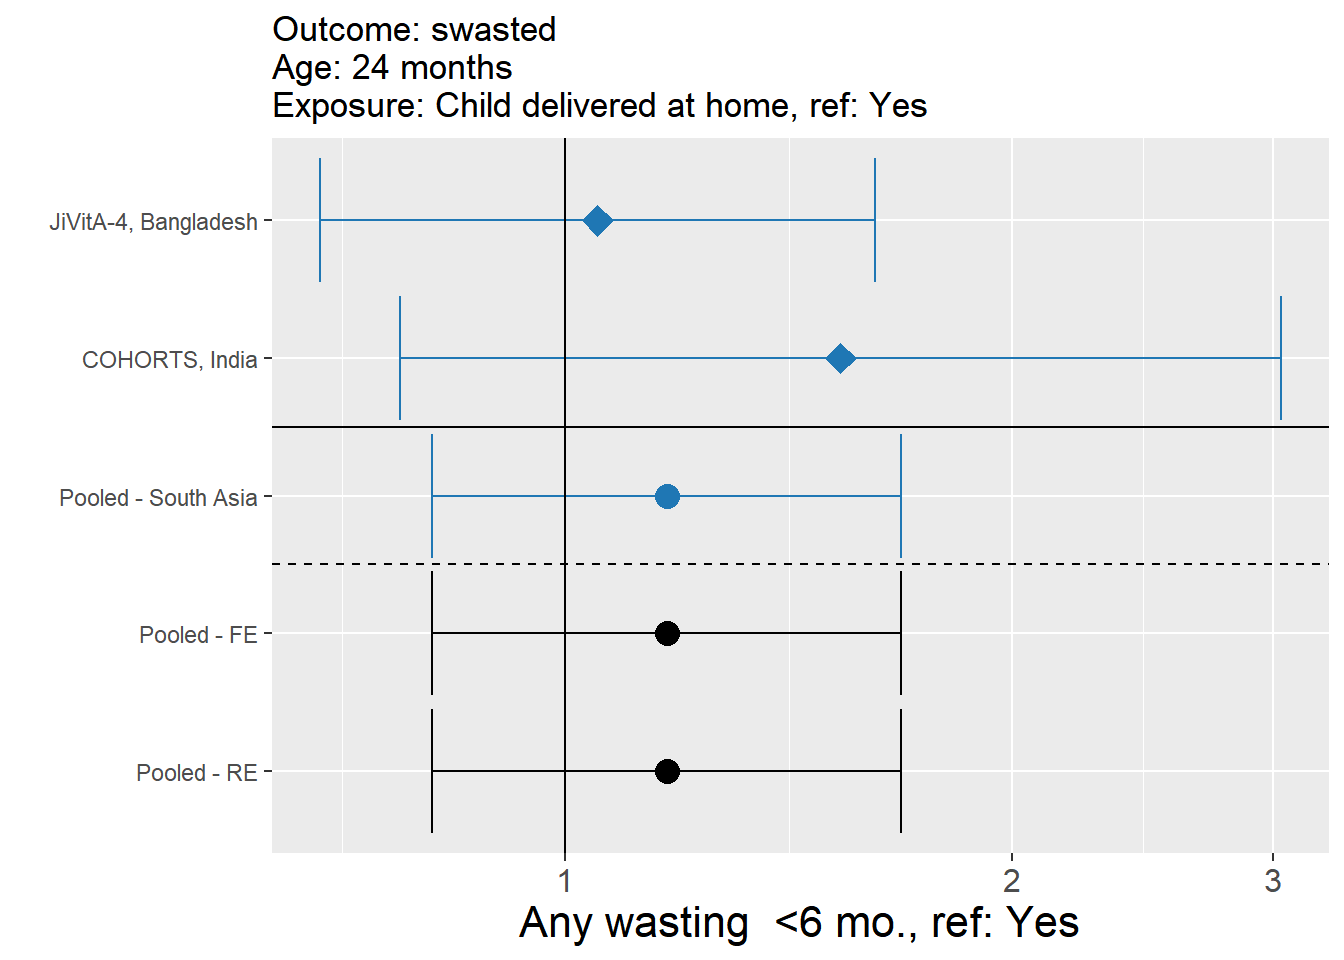 Outcome: swasted
Age: 24 months
Exposure: Child delivered at home, ref: Yes
JiVitA-4, Bangladesh
COHORTS, India
Pooled - South Asia
Pooled - FE
Pooled - RE
1 2 3
Any wasting  <6 mo., ref: Yes